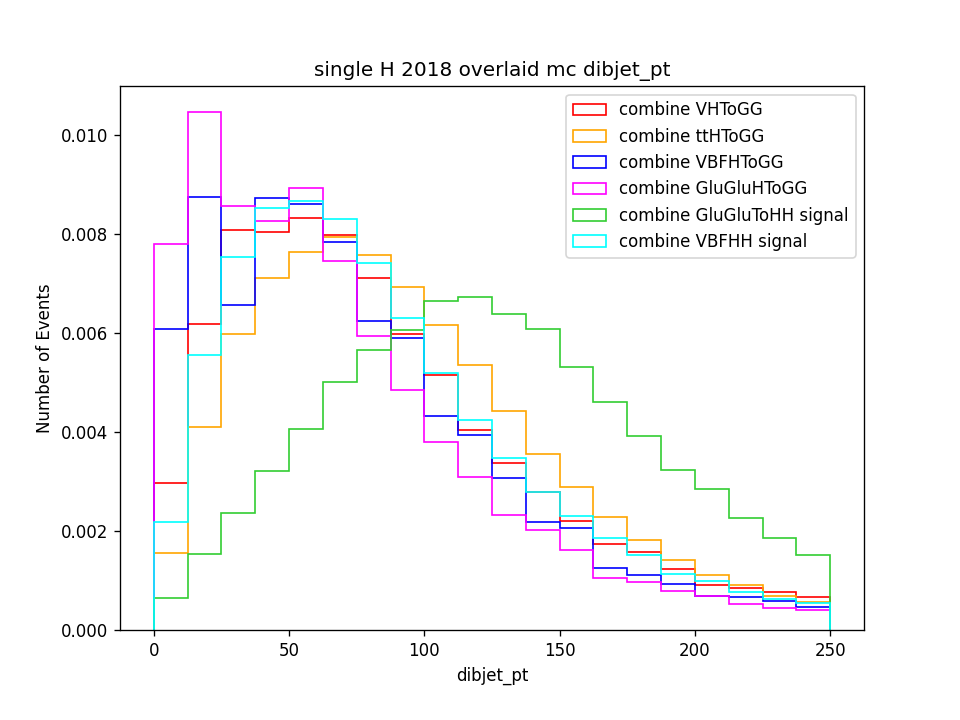 single H 2018 overlaid mc dibjet_pt
combine VHToGG
combine ttHToGG
combine VBFHToGG
combine GluGluHToGG
combine GluGluToHH signal
combine VBFHH signal
Number of Events
0.010
0.008
0.006
0.004
0.002
0.000
0
50
100
150
200
250
dibjet_pt